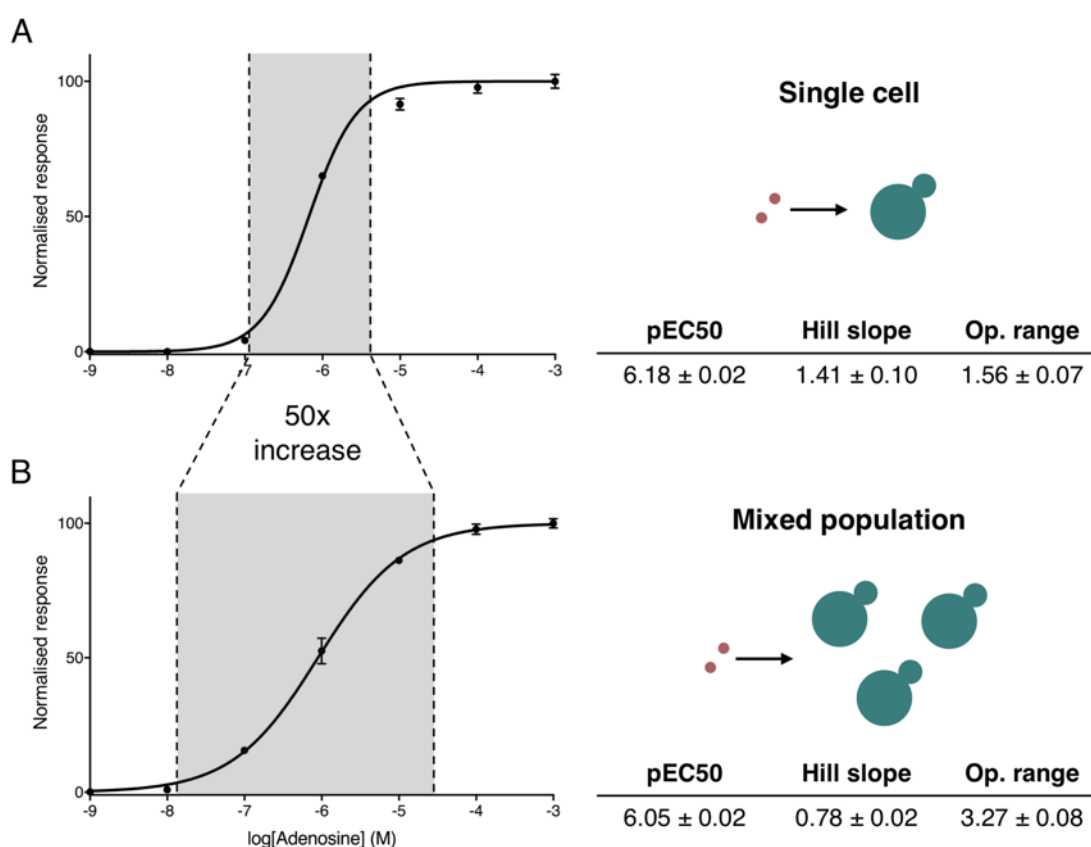 A
Normalised response
100
50
0
-9 -8 -7 -6 -5 -4 -3
Single cell
pEC50 Hill slope Op. range
6.18 ± 0.02 1.41 ± 0.10 1.56 ± 0.07
50x
increase
B
Normalised response
100
50
0
-9 -8 -7 -6 -5 -4 -3
log[Adenosine] (M)
Mixed population
pEC50 Hill slope Op. range
6.05 ± 0.02 0.78 ± 0.02 3.27 ± 0.08